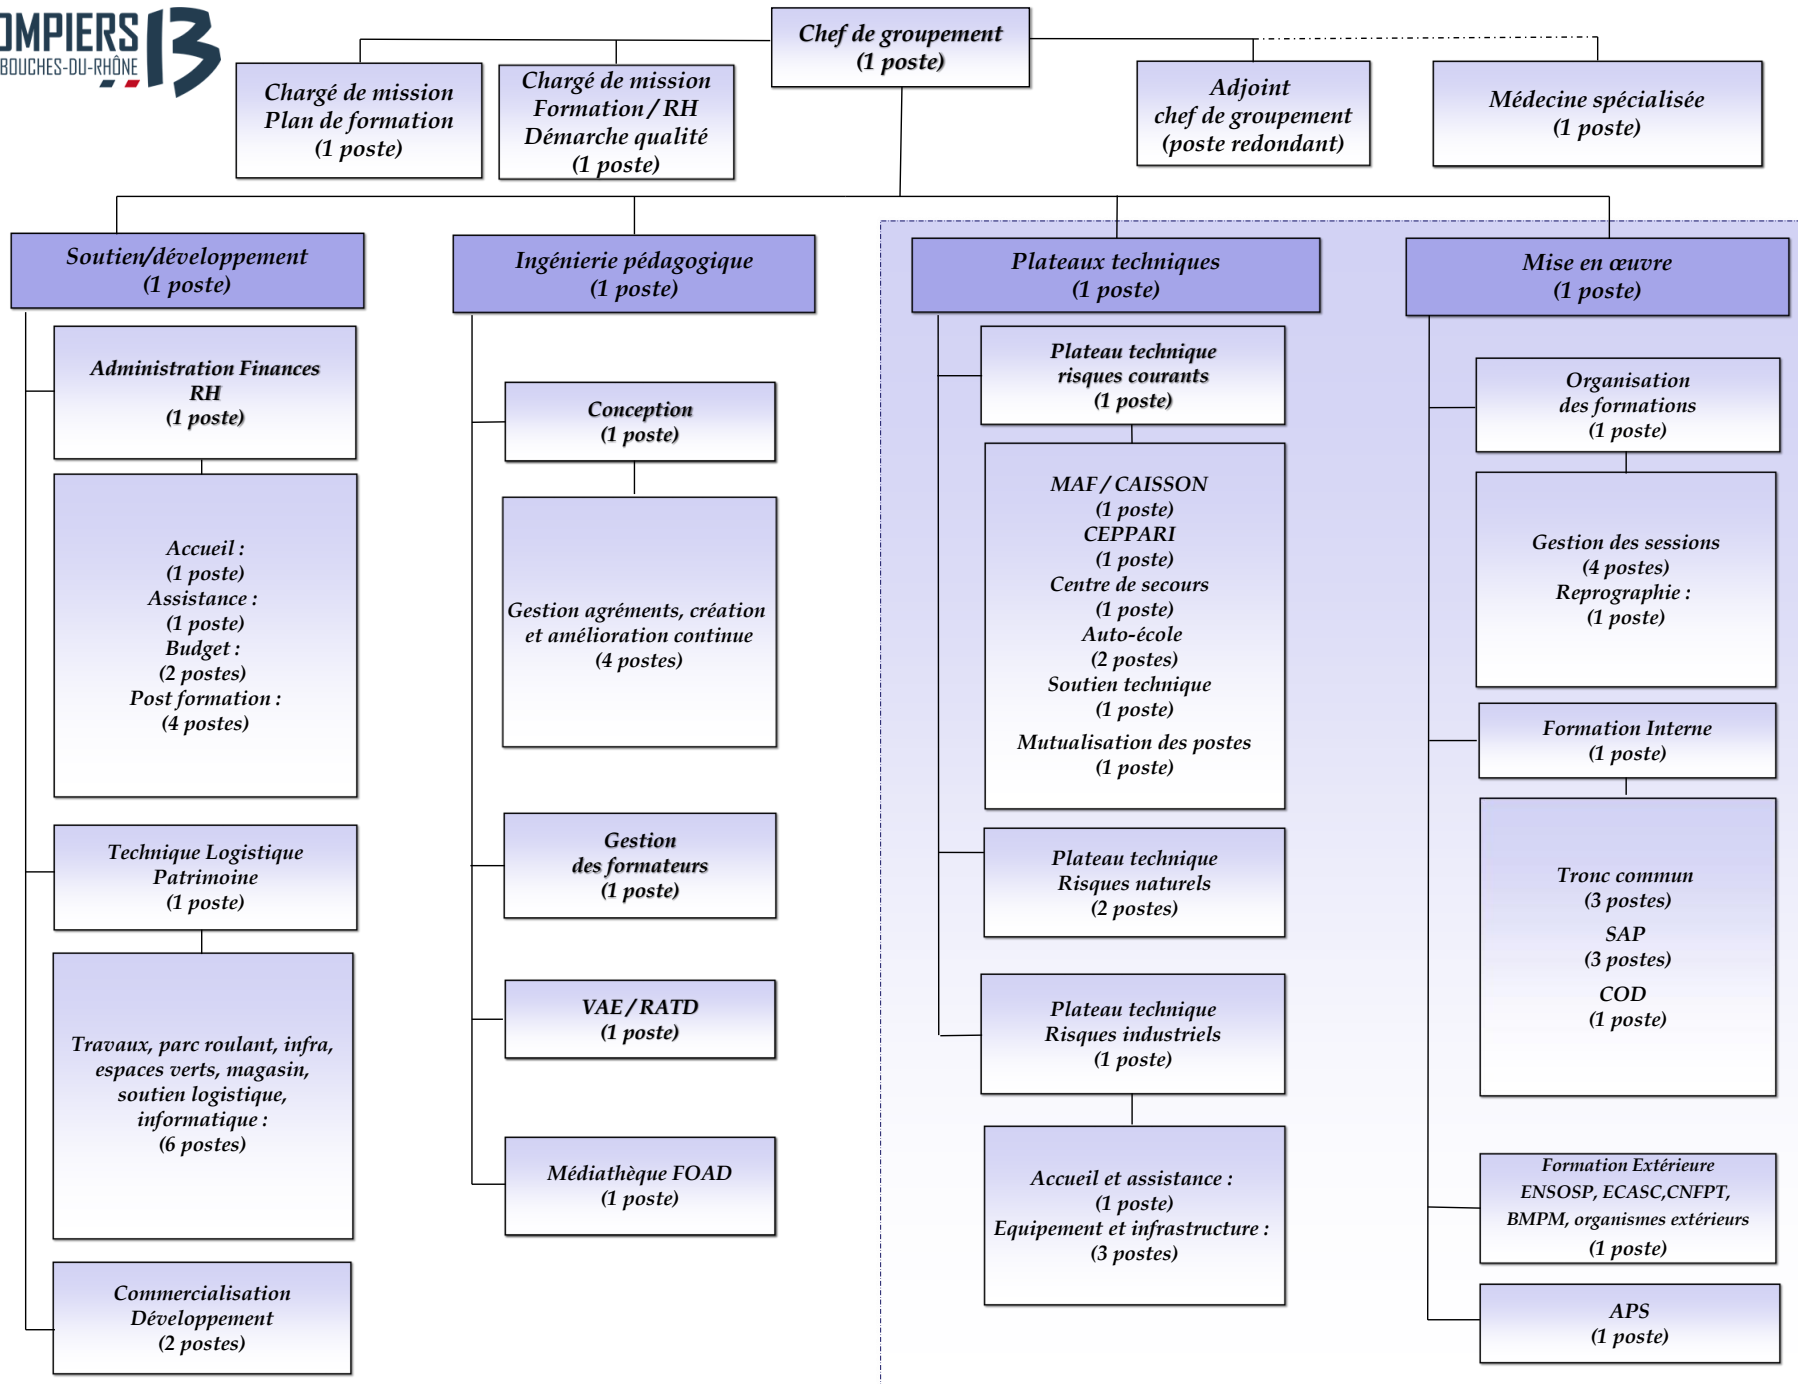 OMPIERS 13
BOUCHES-DU-RHÔNE
Chef de groupement
(1 poste)
Chargé de mission
Plan de formation
(1 poste)
Chargé de mission
Formation / RH
Démarche qualité
(1 poste)
Adjoint
chef de groupement
(poste redondant)
Médecine spécialisée
(1 poste)
Soutien/développement
(1 poste)
Administration Finances
RH
(1 poste)
Accueil :
(1 poste)
Assistance :
(1 poste)
Budget :
(2 postes)
Post formation :
(4 postes)
Technique Logistique
Patrimoine
(1 poste)
Travaux, parc roulant, infra,
espaces verts, magasin,
soutien logistique,
informatique :
(6 postes)
Commercialisation
Développement
(2 postes)
Ingénierie pédagogique
(1 poste)
Conception
(1 poste)
Gestion agréments, création
et amélioration continue
(4 postes)
Gestion
des formateurs
(1 poste)
VAE / RATD
(1 poste)
Médiathèque FOAD
(1 poste)
Plateaux techniques
(1 poste)
Plateau technique
risques courants
(1 poste)
MAF / CAISSON
(1 poste)
CEPPARI
(1 poste)
Centre de secours
(1 poste)
Auto-école
(2 postes)
Soutien technique
(1 poste)
Mutualisation des postes
(1 poste)
Plateau technique
Risques naturels
(2 postes)
Plateau technique
Risques industriels
(1 poste)
Accueil et assistance :
(1 poste)
Equipement et infrastructure :
(3 postes)
Mise en œuvre
(1 poste)
Organisation
des formations
(1 poste)
Gestion des sessions
(4 postes)
Reprographie :
(1 poste)
Formation Interne
(1 poste)
Tronc commun
(3 postes)
SAP
(3 postes)
COD
(1 poste)
Formation Extérieure
ENSOSP, ECASC,CNFPT,
BMPM, organismes extérieurs
(1 poste)
APS
(1 poste)